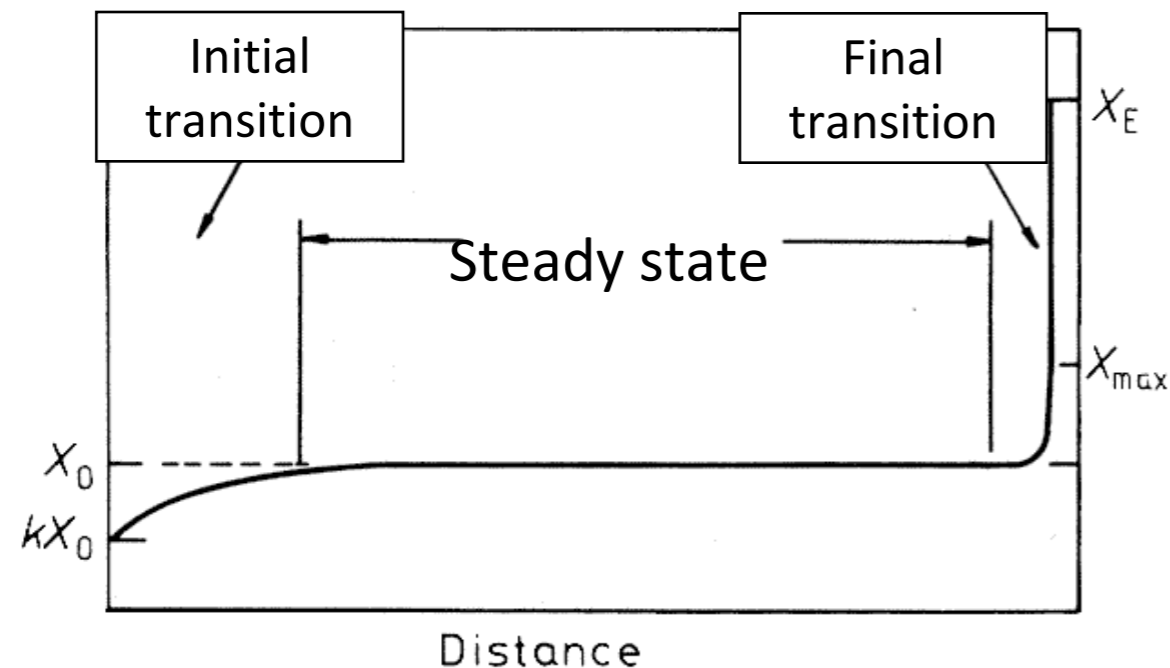 Initial
transition
Final
transition
X_E
Steady state
X_max
X_0
kX_0
Distance